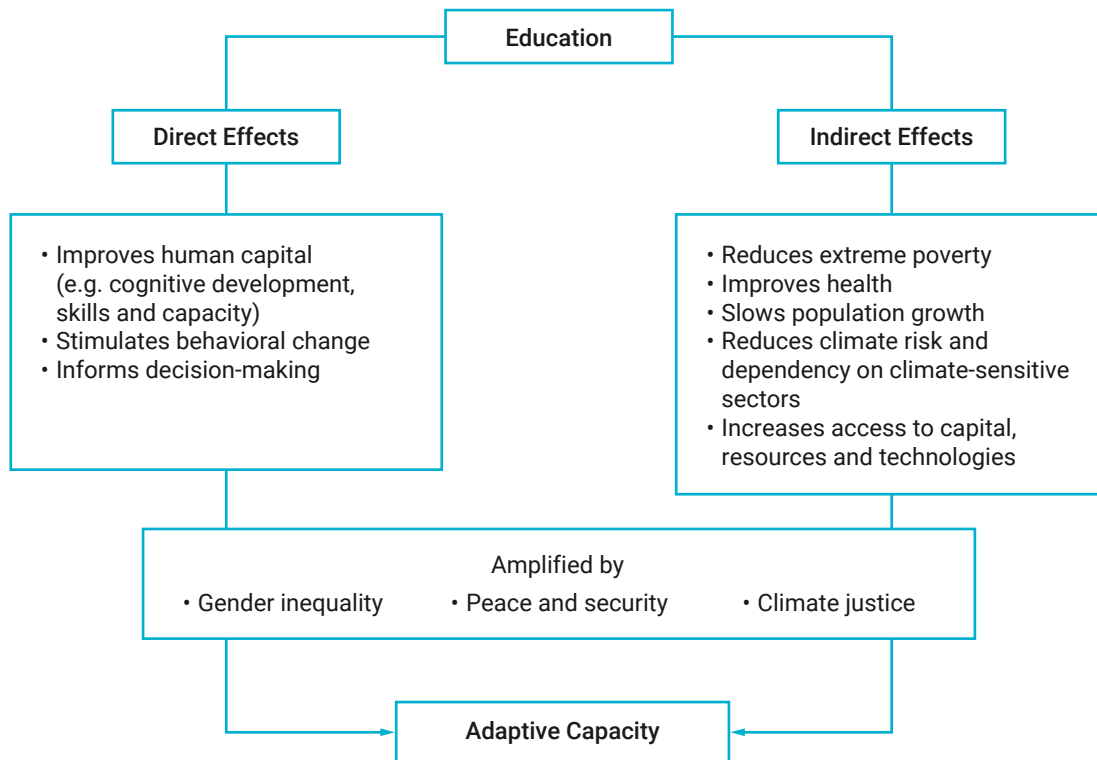 Education
Direct Effects
Indirect Effects
• Improves human capital
(e.g. cognitive development,
skills and capacity)
• Stimulates behavioral change
• Informs decision-making
• Reduces extreme poverty
• Improves health
• Slows population growth
• Reduces climate risk and
dependency on climate-sensitive
sectors
• Increases access to capital,
resources and technologies
Amplified by
• Gender inequality
• Peace and security
• Climate justice
Adaptive Capacity